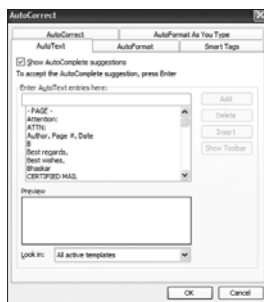 AutoCorrect
AutoCorrect AutoFormat As You Type
AutoText AutoFormat Smart Tags
Show AutoComplete suggestions
To accept the AutoComplete suggestion, press Enter
Enter AutoText entries here:
- PAGE -
Attention:
ATTN:
Author, Page #, Date
B
Best regards,
Best wishes,
Bhaskar
CERTIFIED MAIL
Add
Delete
Insert
Show Toolbar
Preview
Look in: All active templates
OK Cancel